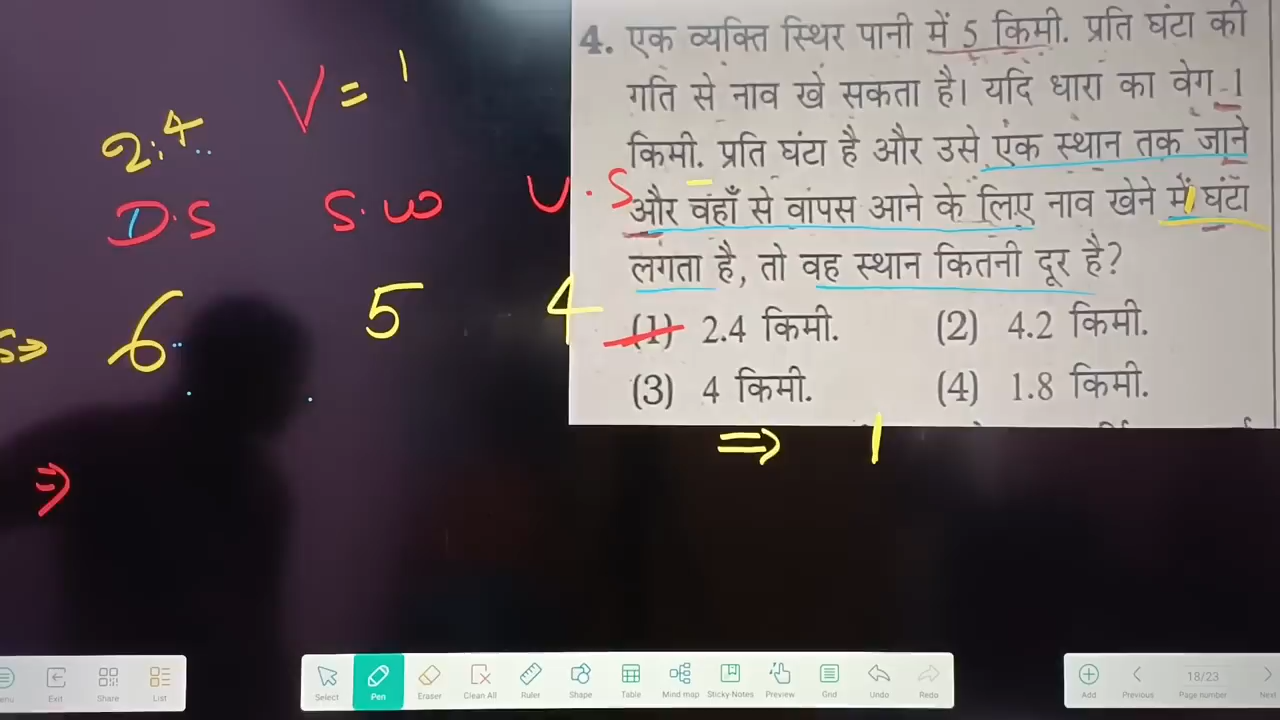 V = 1
2.4
D.S S.W U.S
S⇒ 6 5 4
⇒
4. एक व्यक्ति स्थिर पानी में 5 किमी. प्रति घंटा की
गति से नाव खे सकता है। यदि धारा का वेग 1
किमी. प्रति घंटा है और उसे एक स्थान तक जाने
और वहाँ से वापस आने के लिए नाव खेने में 1 घंटा
लगता है, तो वह स्थान कितनी दूर है?
(1) 2.4 किमी. (2) 4.2 किमी.
(3) 4 किमी. (4) 1.8 किमी.
⇒ 1
Exit Share List Select Pen Eraser Clean All Ruler Shape Table Mind map Sticky Notes Preview Grid Undo Redo Add Previous 18/23 Page number Next